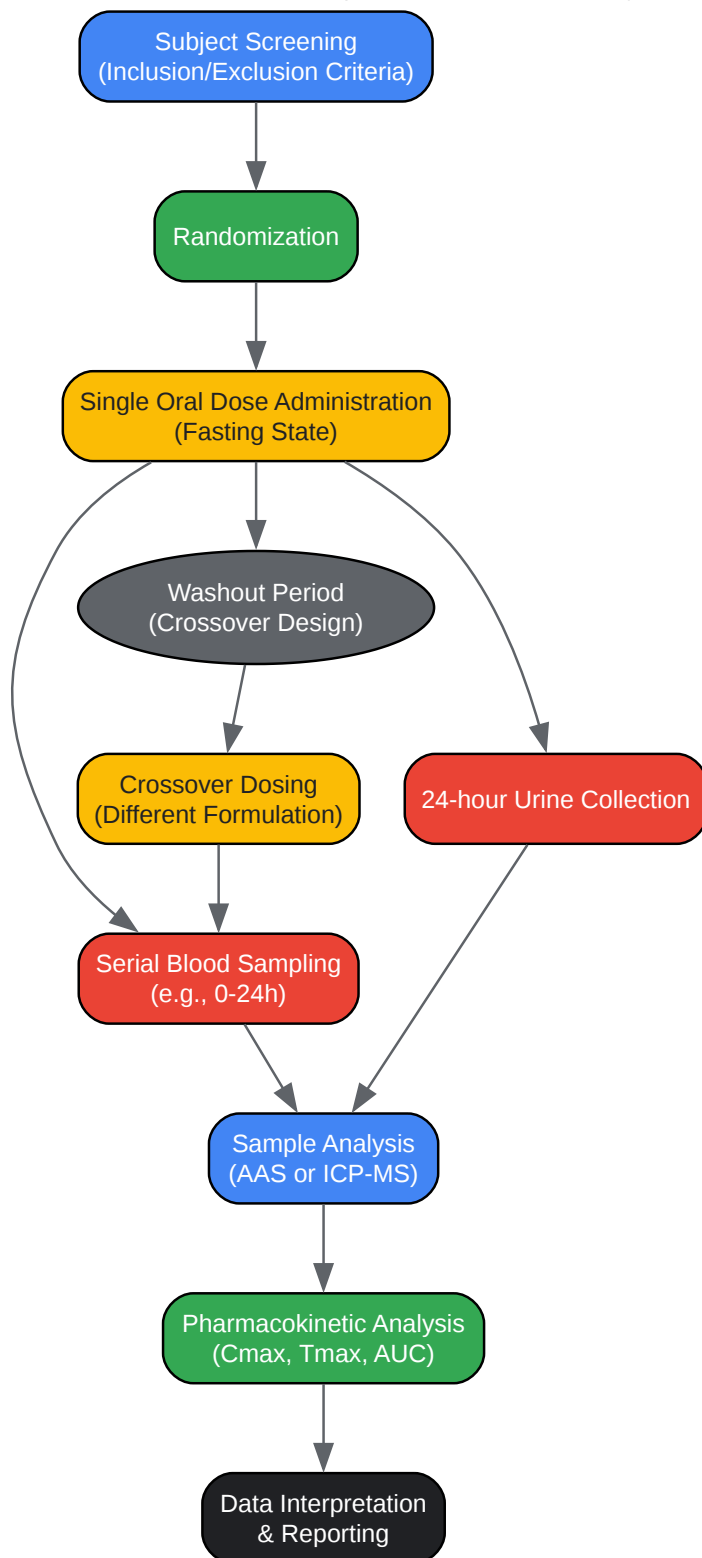 Subject Screening
(Inclusion/Exclusion Criteria)
Randomization
Single Oral Dose Administration
(Fasting State)
Washout Period
(Crossover Design)
Crossover Dosing
(Different Formulation)
24-hour Urine Collection
Serial Blood Sampling
(e.g., 0-24h)
Sample Analysis
(AAS or ICP-MS)
Pharmacokinetic Analysis
(Cmax, Tmax, AUC)
Data Interpretation
& Reporting